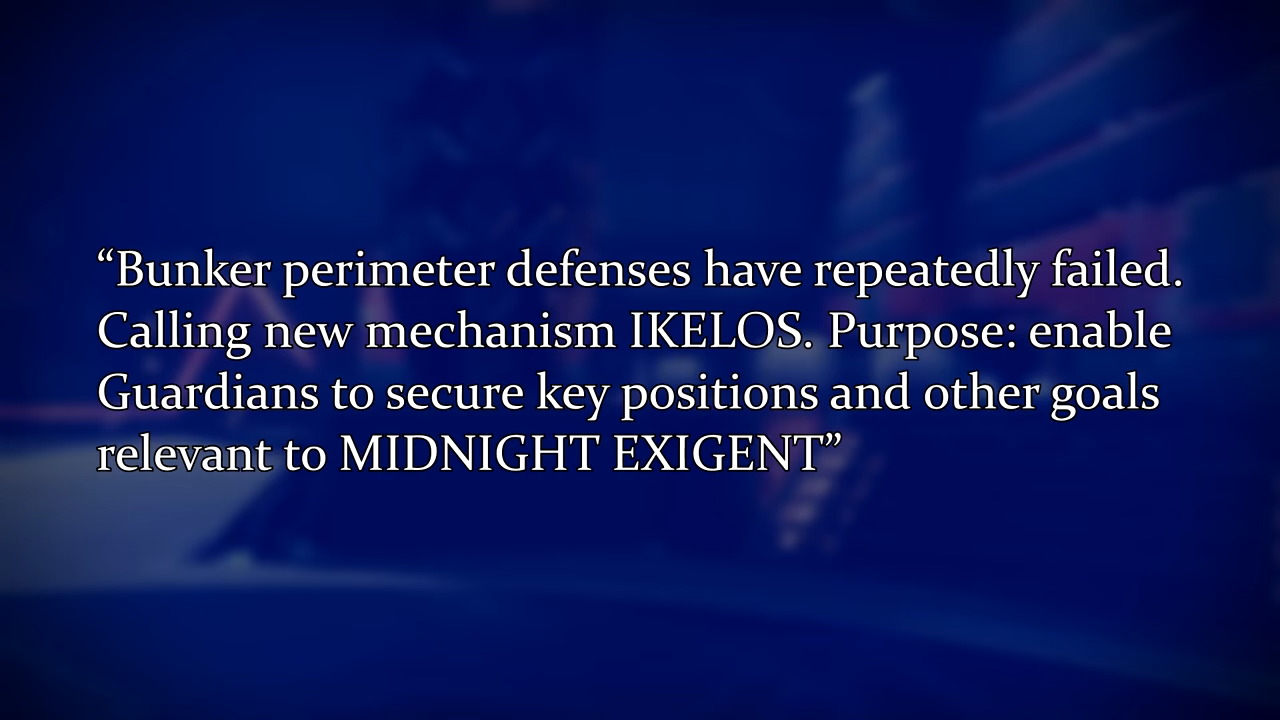 “Bunker perimeter defenses have repeatedly failed.
Calling new mechanism IKELOS. Purpose: enable
Guardians to secure key positions and other goals
relevant to MIDNIGHT EXIGENT”